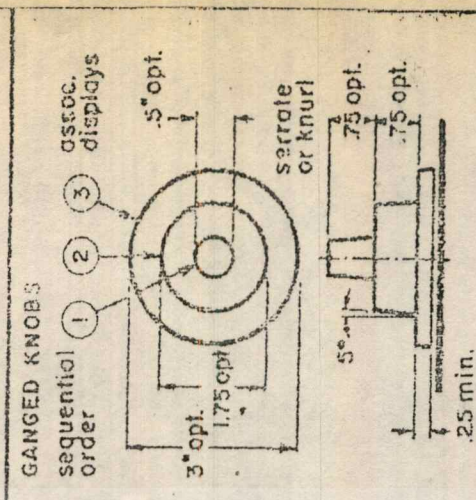 GANGED KNOBS
sequential
order
assoc.
displays
1
2
3
3" opt.
1.75 opt.
.5" opt.
serrate
or knurl
5°
.75 opt.
.75 opt.
.25 min.